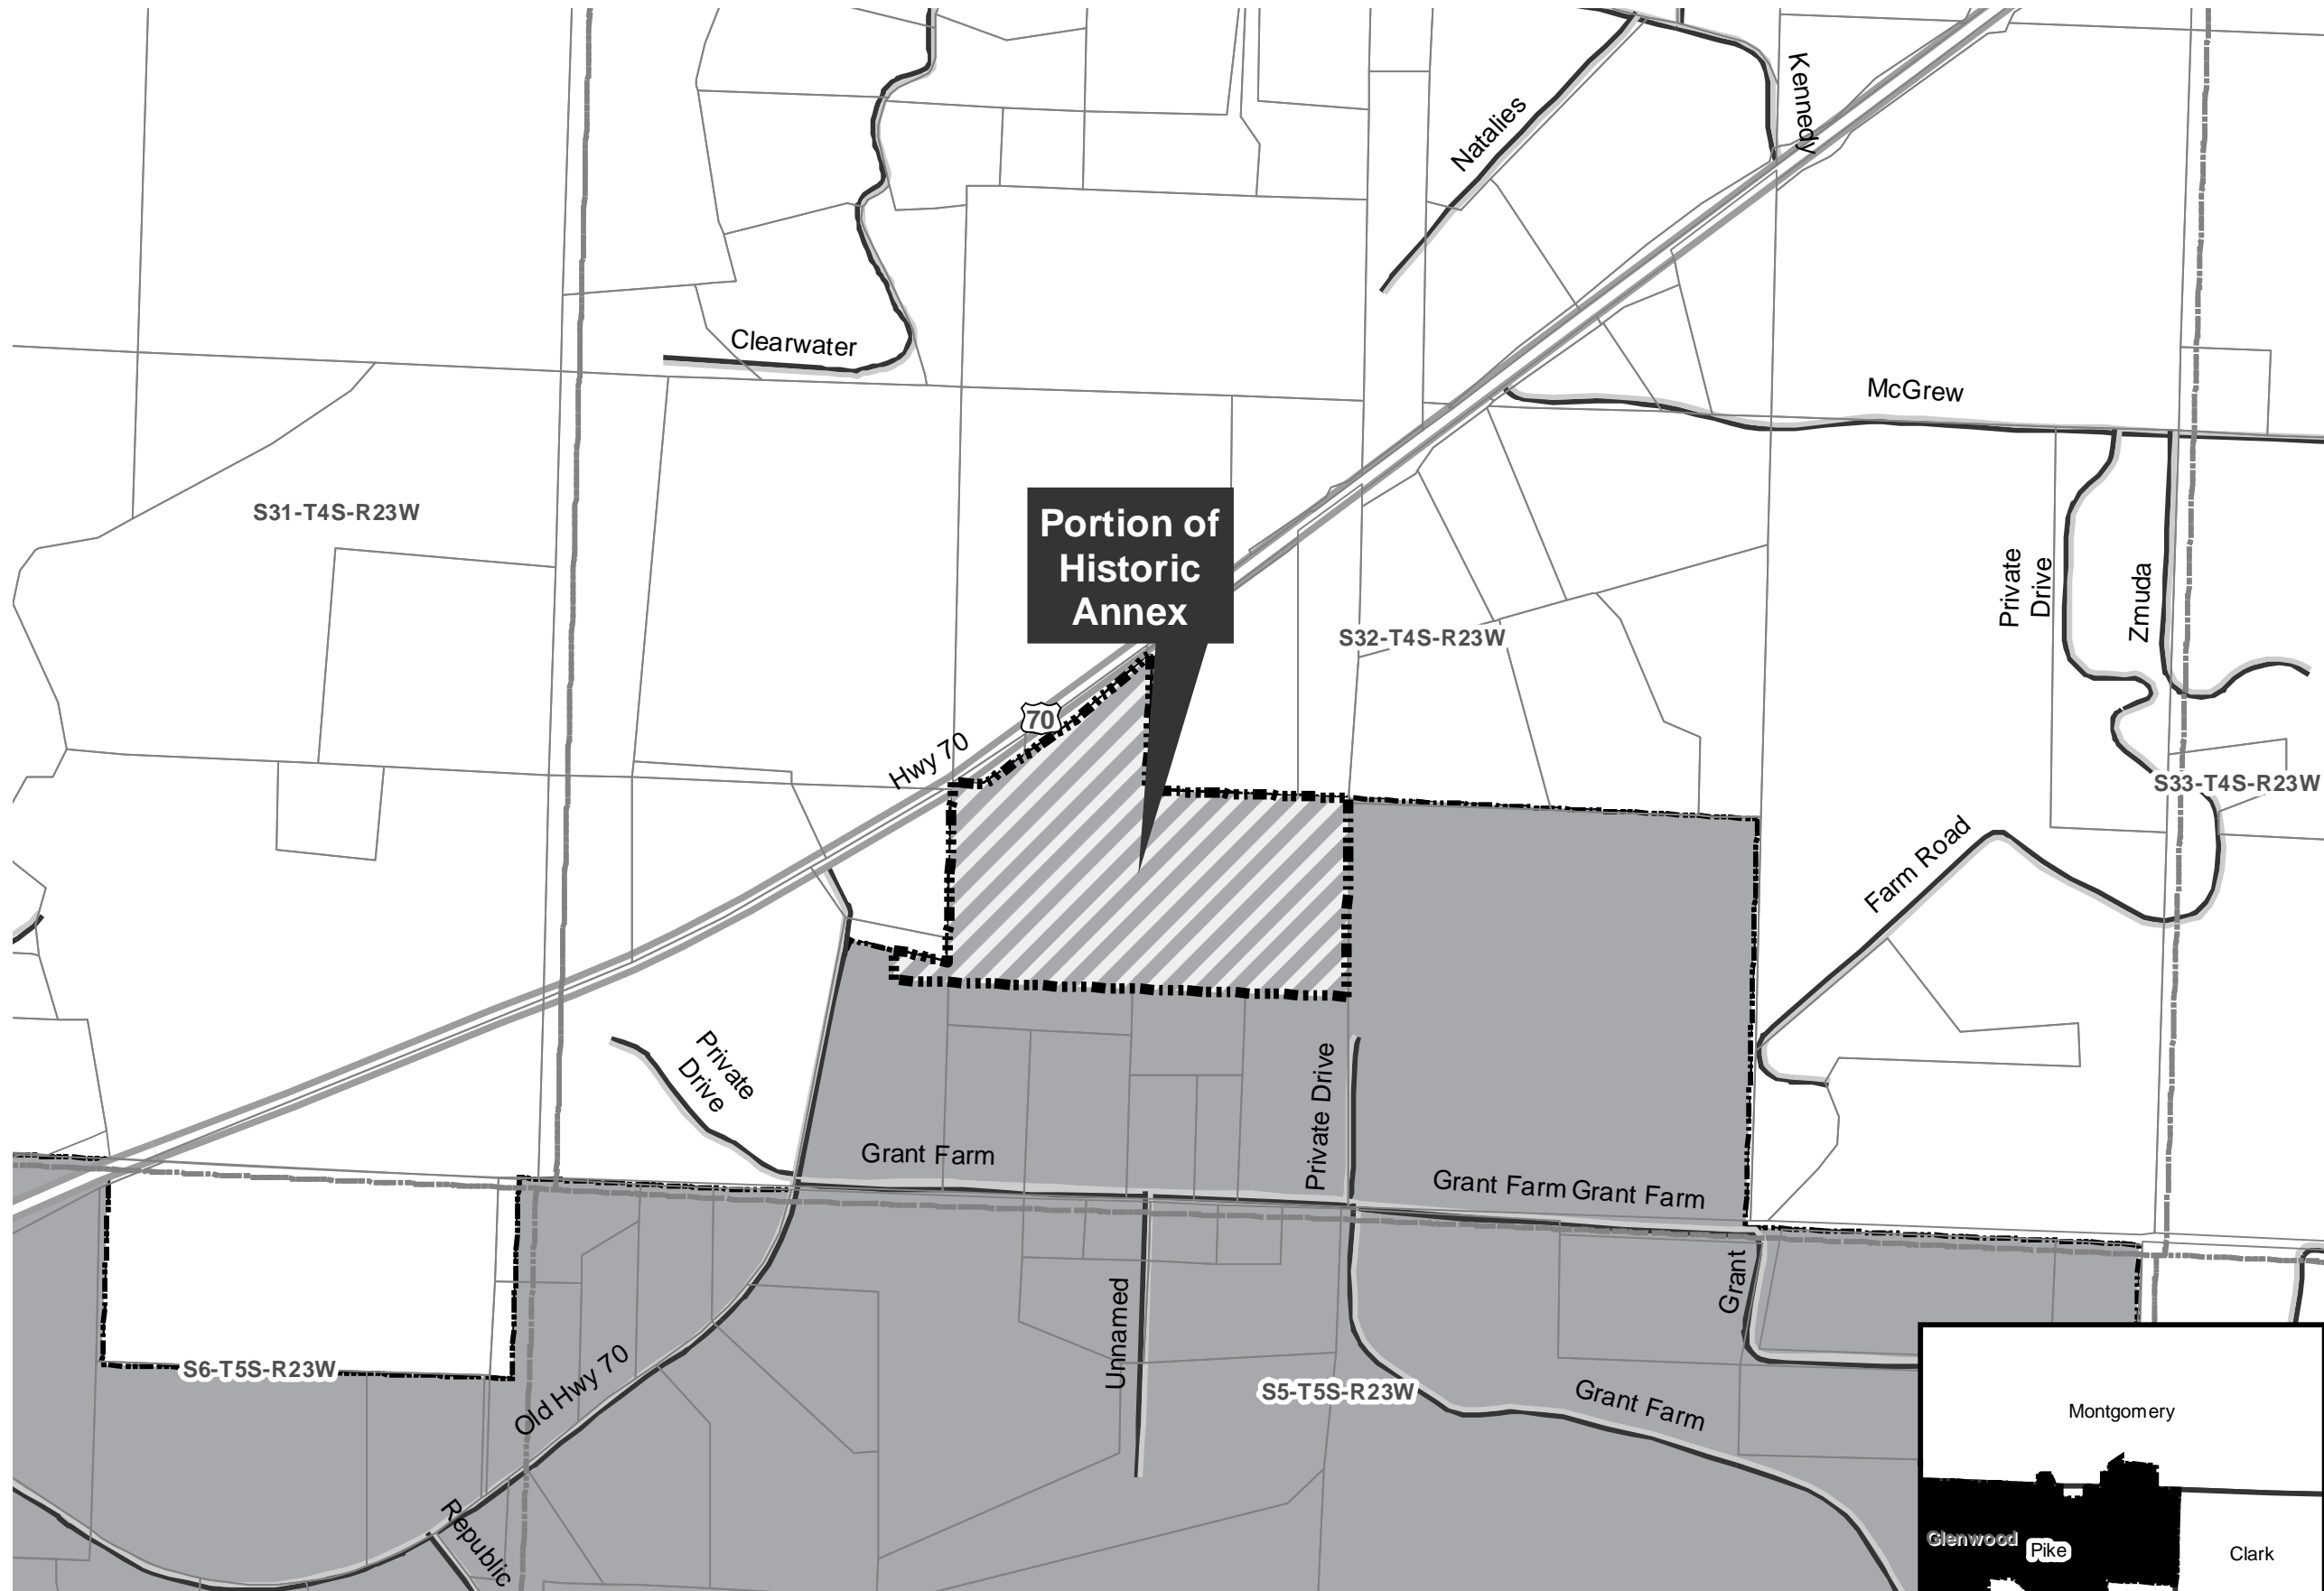 Kennedy
Natalies
Clearwater
McGrew
S31-T4S-R23W
Portion of
Historic
Annex
Private
Drive
Zmuda
S32-T4S-R23W
70
Hwy 70
S33-T4S-R23W
Farm Road
Private
Drive
Private Drive
Grant Farm
Grant Farm
Grant Farm
Grant
Unnamed
S6-T5S-R23W
Old Hwy 70
S5-T5S-R23W
Grant Farm
Republic
Montgomery
Glenwood
Pike
Clark